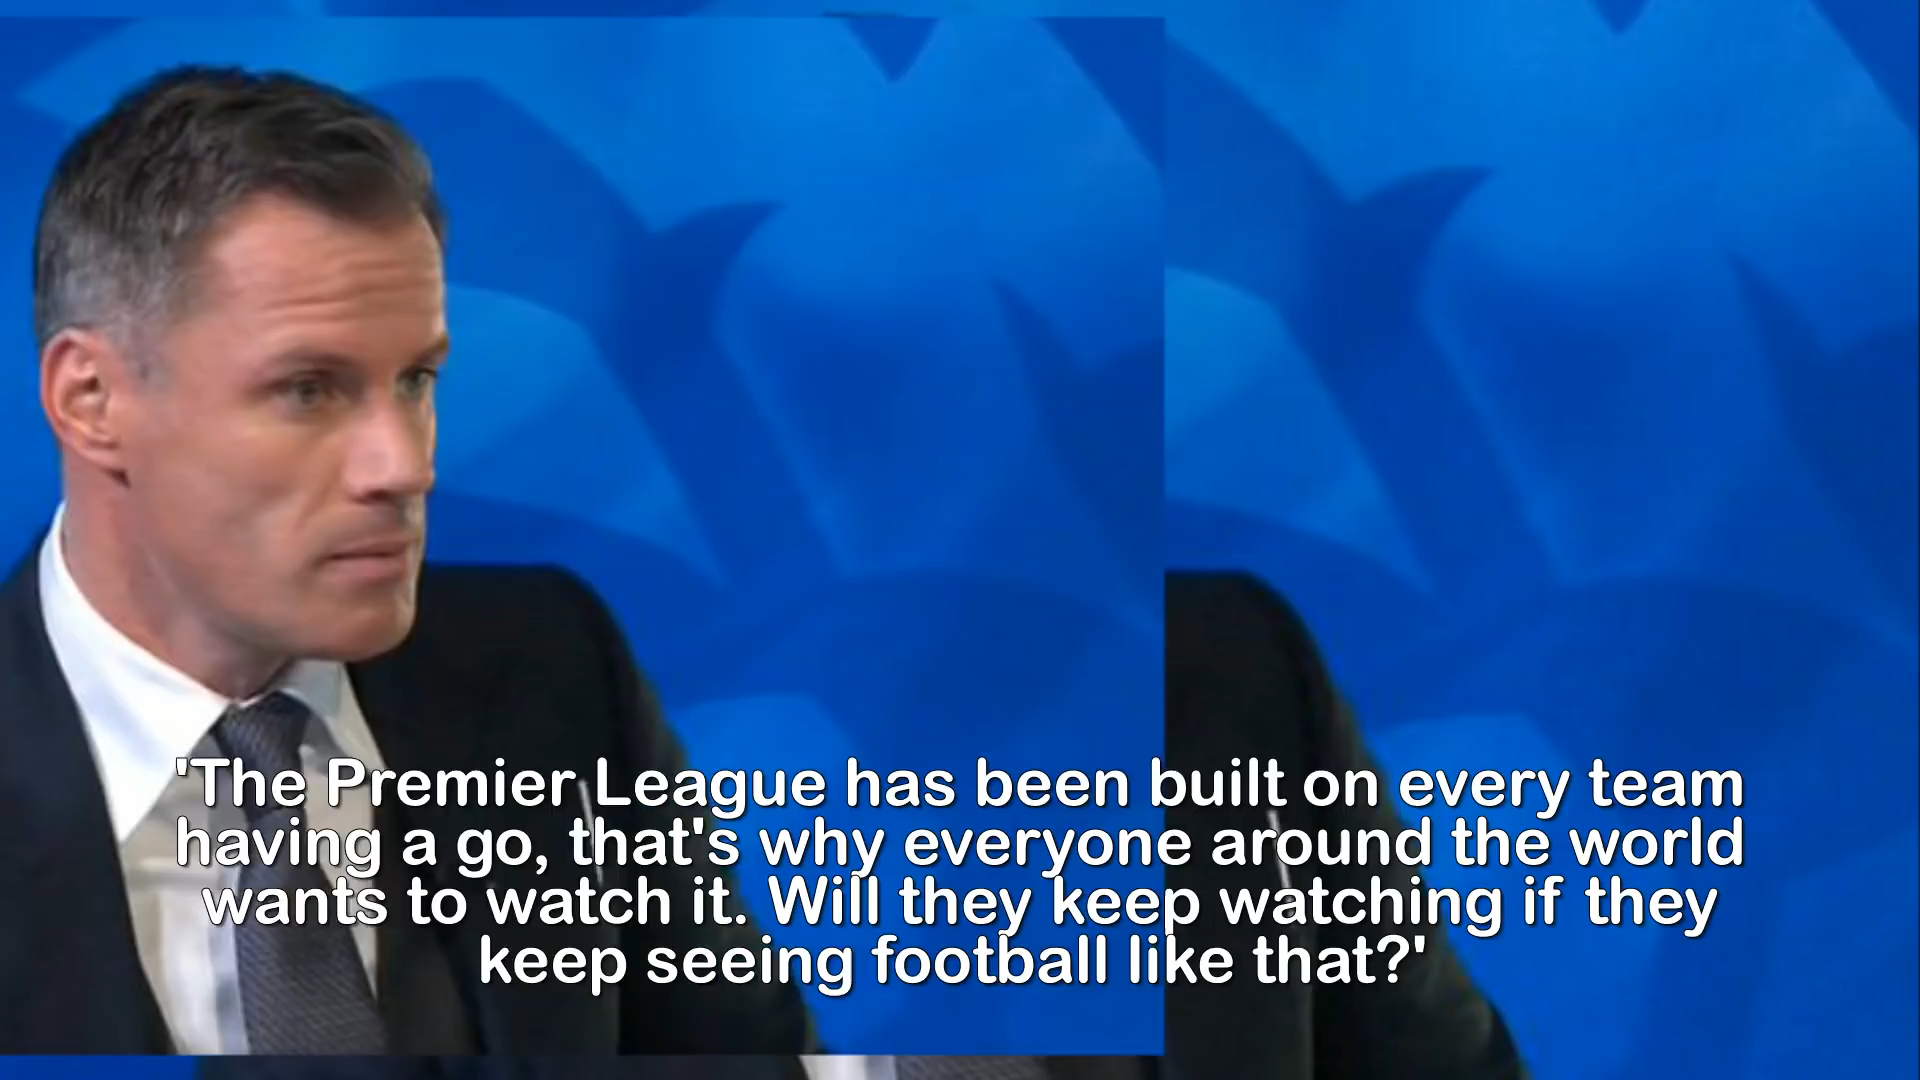 'The Premier League has been built on every team
having a go, that's why everyone around the world
wants to watch it. Will they keep watching if they
keep seeing football like that?'